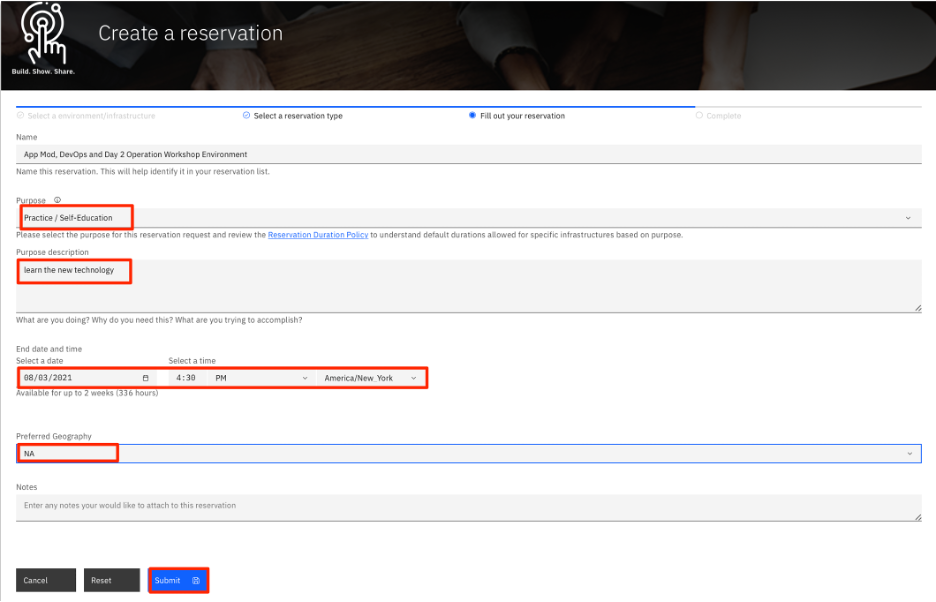 Create a reservation
Build. Show. Share.
Select a environment/infrastructure
Select a reservation type
Fill out your reservation
Complete
Name
App Mod, DevOps and Day 2 Operation Workshop Environment
Name this reservation. This will help identify it in your reservation list.
Purpose
Practice / Self-Education
Please select the purpose for this reservation request and review the Reservation Duration Policy to understand default durations allowed for specific infrastructures based on purpose.
Purpose description
learn the new technology
What are you doing? Why do you need this? What are you trying to accomplish?
End date and time
Select a date
Select a time
08/03/2021
4:30
PM
America/New_York
Available for up to 2 weeks (336 hours)
Preferred Geography
NA
Notes
Enter any notes your would like to attach to this reservation
Cancel
Reset
Submit